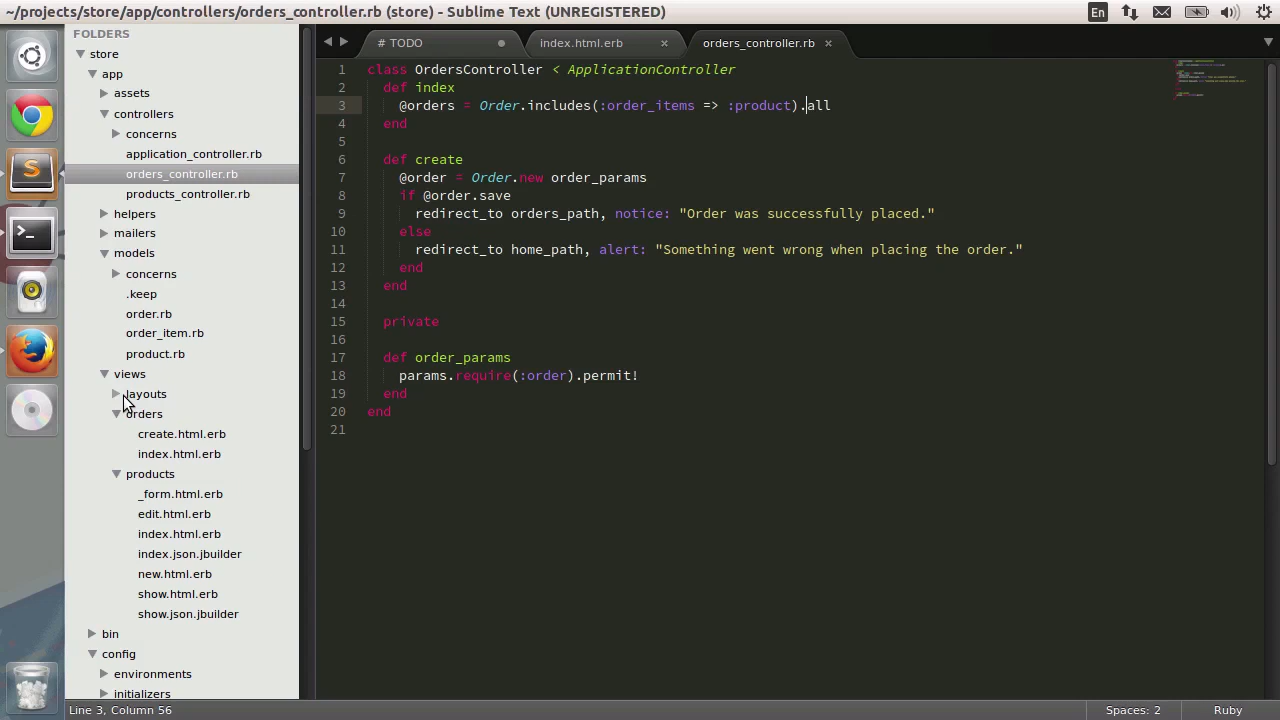 ~/projects/store/app/controllers/orders_controller.rb (store) - Sublime Text (UNREGISTERED)
En
FOLDERS
store
app
assets
controllers
concerns
application_controller.rb
orders_controller.rb
products_controller.rb
helpers
mailers
models
concerns
.keep
order.rb
order_item.rb
product.rb
views
layouts
orders
create.html.erb
index.html.erb
products
_form.html.erb
edit.html.erb
index.html.erb
index.json.jbuilder
new.html.erb
show.html.erb
show.json.jbuilder
bin
config
environments
initializers
# TODO
index.html.erb
orders_controller.rb
1 class OrdersController < ApplicationController
2 def index
3 @orders = Order.includes(:order_items => :product).all
4 end
5
6 def create
7 @order = Order.new order_params
8 if @order.save
9 redirect_to orders_path, notice: "Order was successfully placed."
10 else
11 redirect_to home_path, alert: "Something went wrong when placing the order."
12 end
13 end
14
15 private
16
17 def order_params
18 params.require(:order).permit!
19 end
20 end
21
Line 3, Column 56
Spaces: 2
Ruby